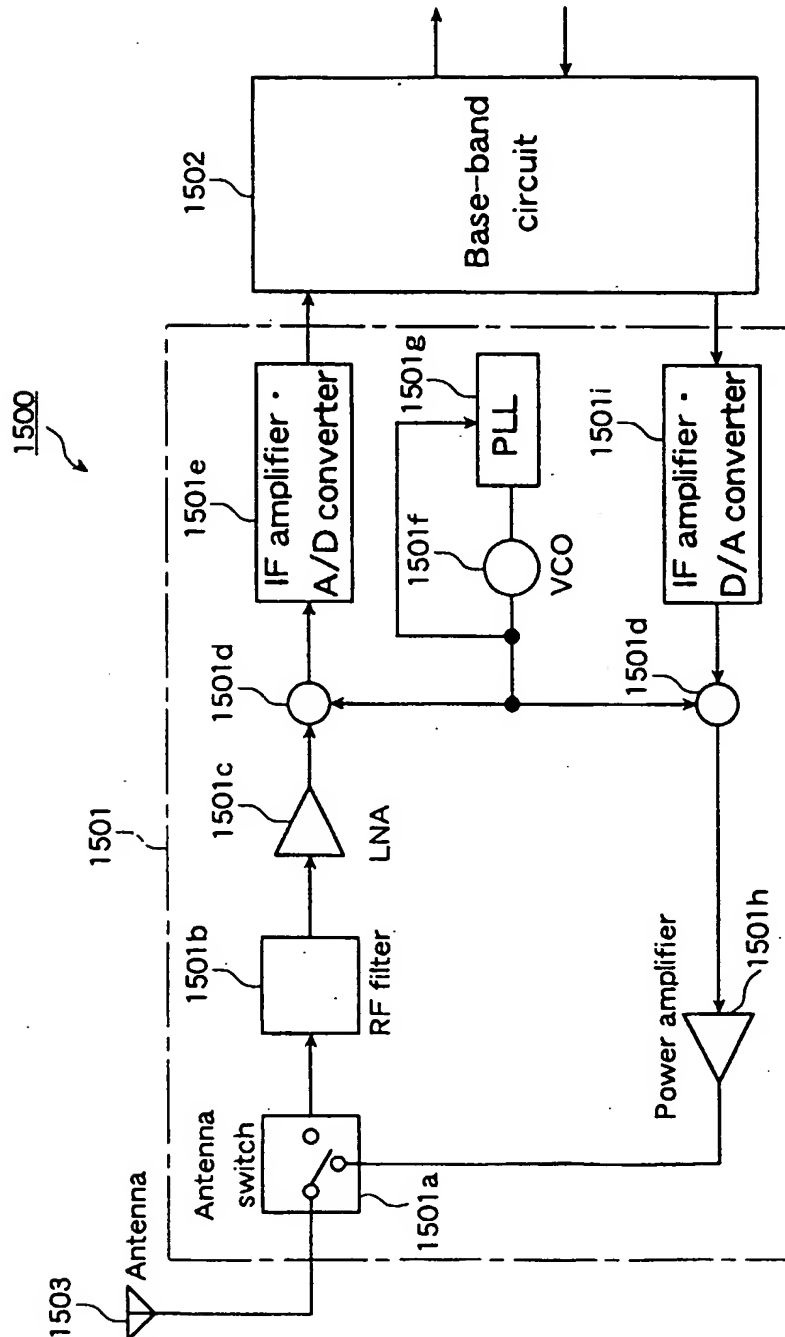 1500
1501
1502
1503
Antenna
Antenna
switch
1501a
1501b
RF filter
1501c
LNA
1501d
1501e
IF amplifier ·
A/D converter
1501f
VCO
1501g
PLL
Base-band
circuit
Power amplifier
1501h
1501d
1501i
IF amplifier ·
D/A converter